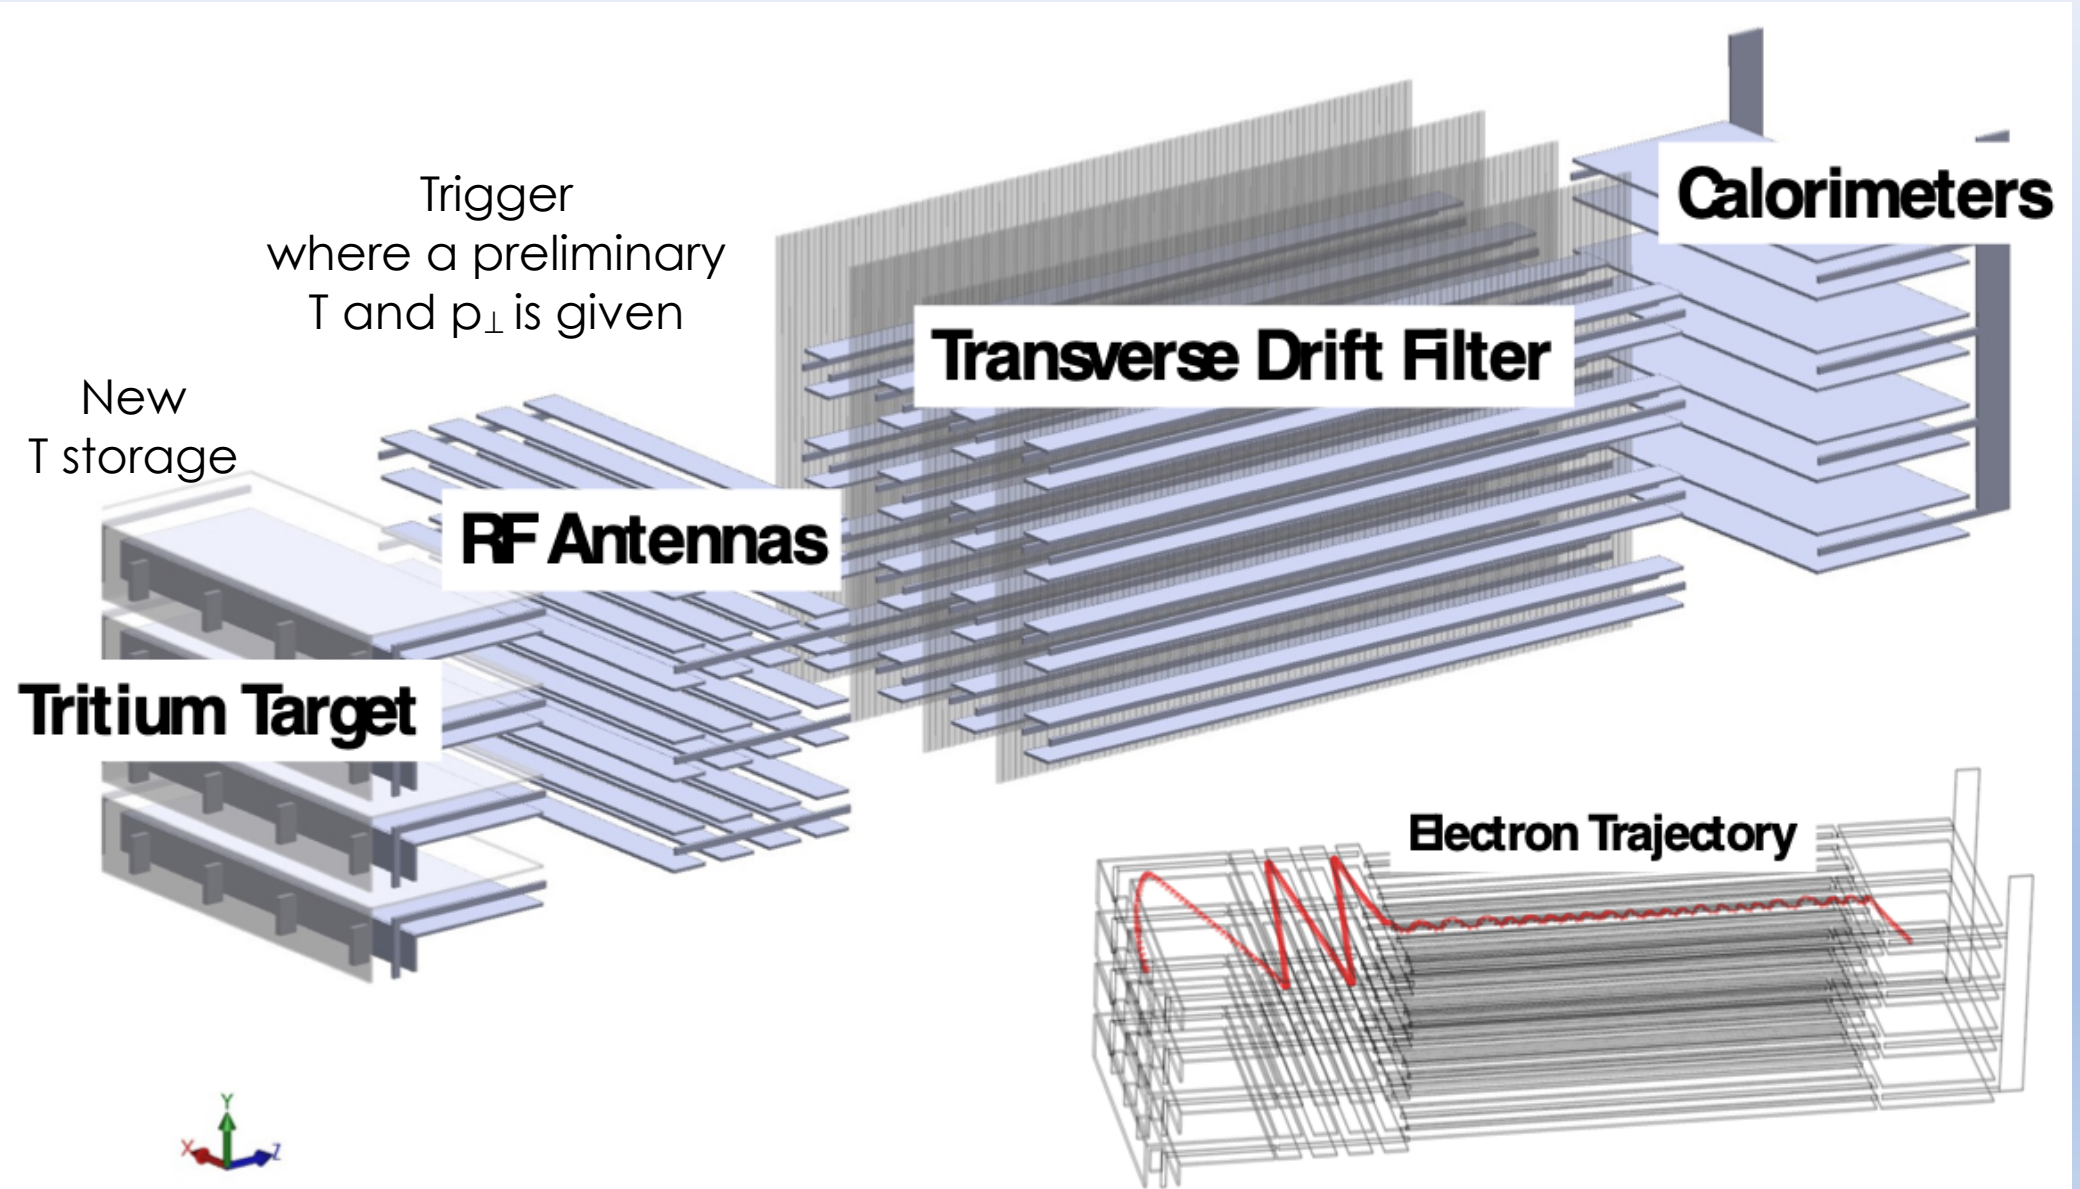 Trigger
where a preliminary
T and p⊥ is given
New
T storage
Calorimeters
Transverse Drift Filter
RF Antennas
Tritium Target
Electron Trajectory
Y
X
Z